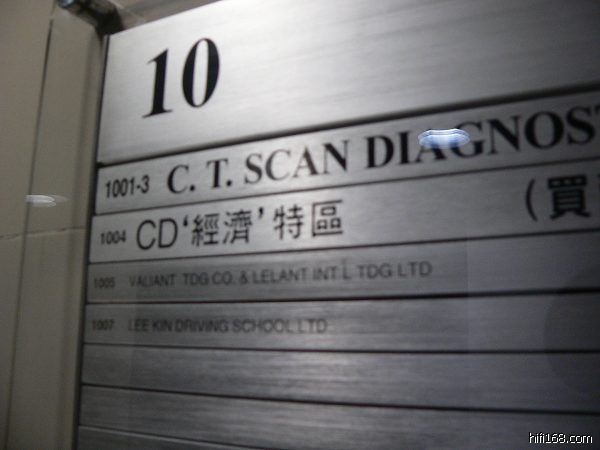 10
1001-3 C. T. SCAN DIAGNOS
1004 CD‘經濟’特區 (買
1005 VALIANT TDG CO. & LELANT INT'L TDG LTD
1007 LEE KIN DRIVING SCHOOL LTD
hifi168.com